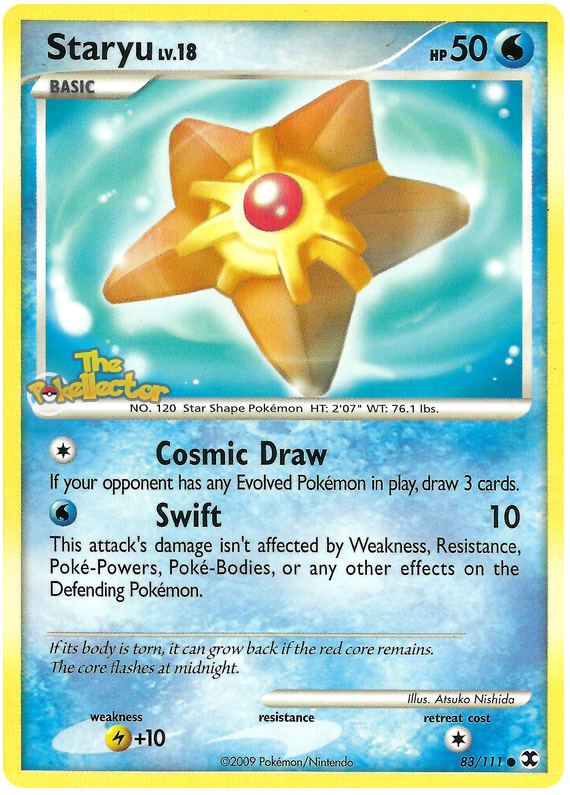 Staryu LV.18
HP 50
BASIC
The
Pokellector
NO. 120 Star Shape Pokémon HT: 2'07" WT: 76.1 lbs.
Cosmic Draw
If your opponent has any Evolved Pokémon in play, draw 3 cards.
Swift 10
This attack's damage isn't affected by Weakness, Resistance,
Poké-Powers, Poké-Bodies, or any other effects on the
Defending Pokémon.
If its body is torn, it can grow back if the red core remains.
The core flashes at midnight.
Illus. Atsuko Nishida
weakness resistance retreat cost
+10
©2009 Pokémon/Nintendo 83/111